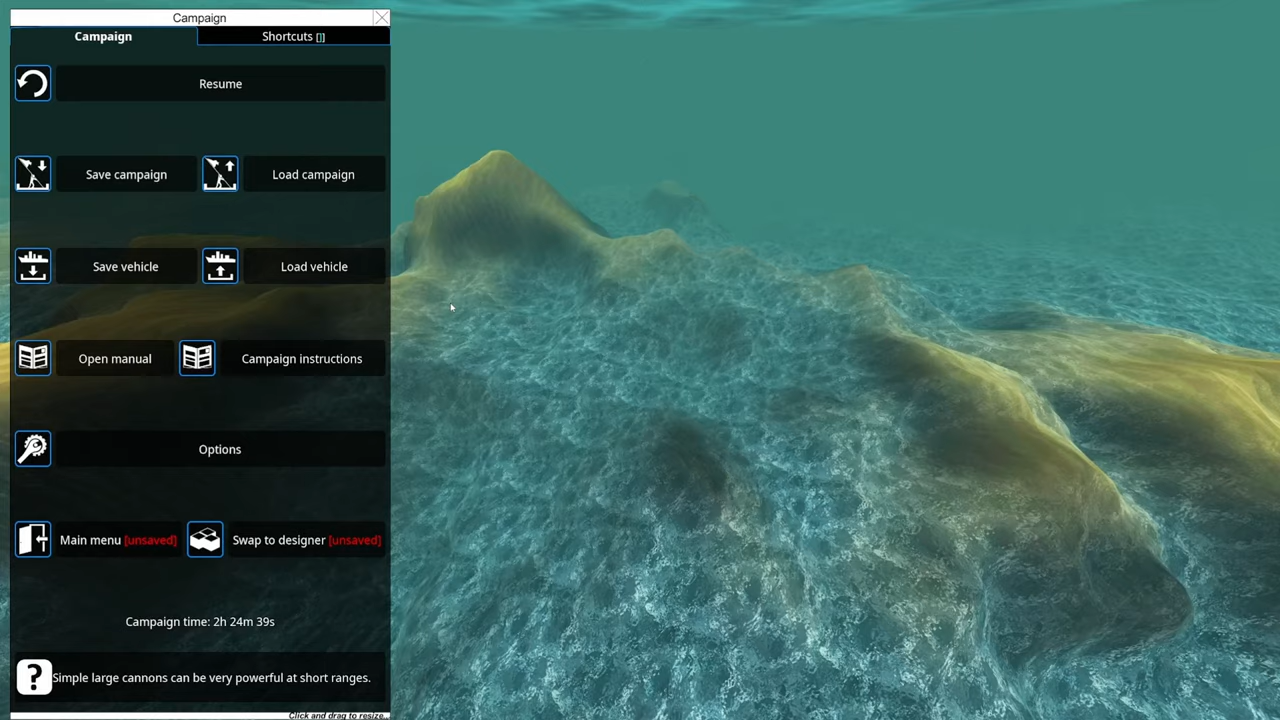 Campaign
Campaign
Shortcuts []]
Resume
Save campaign
Load campaign
Save vehicle
Load vehicle
Open manual
Campaign instructions
Options
Main menu [unsaved]
Swap to designer [unsaved]
Campaign time: 2h 24m 39s
? Simple large cannons can be very powerful at short ranges.
Click and drag to resize...